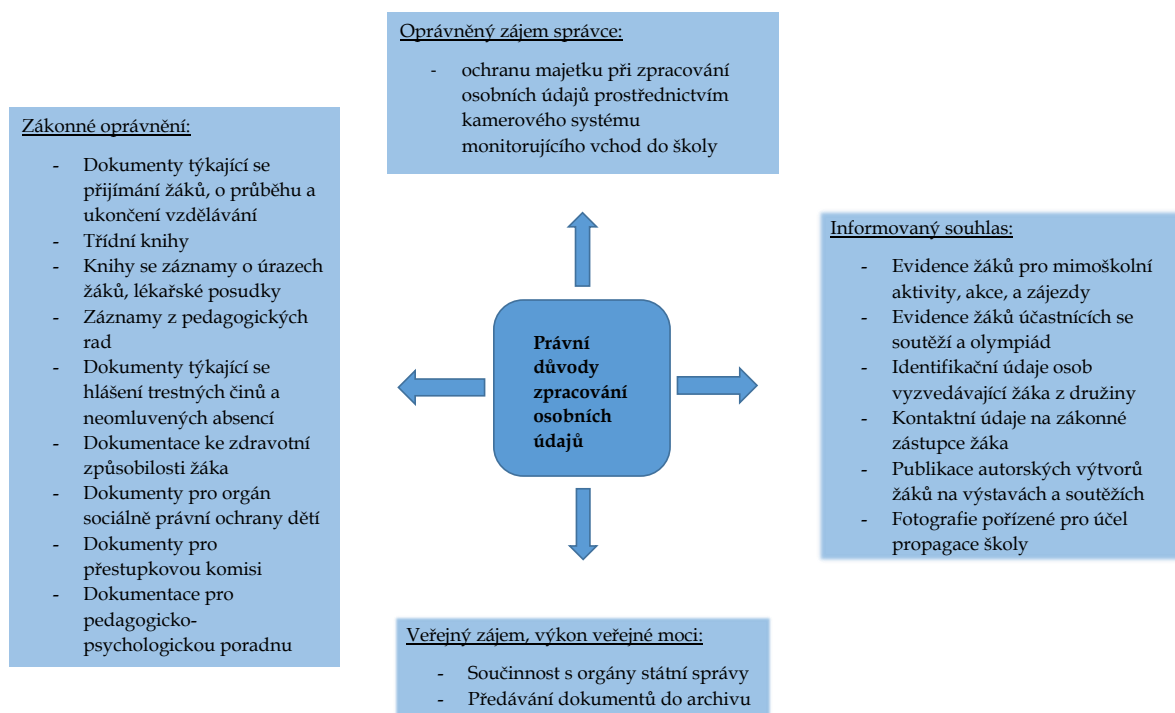 Oprávněný zájem správce:
- ochranu majetku při zpracování
osobních údajů prostřednictvím
kamerového systému
monitorujícího vchod do školy
Zákonné oprávnění:
- Dokumenty týkající se
přijímání žáků, o průběhu a
ukončení vzdělávání
- Třídní knihy
- Knihy se záznamy o úrazech
žáků, lékařské posudky
- Záznamy z pedagogických
rad
- Dokumenty týkající se
hlášení trestných činů a
neomluvených absencí
- Dokumentace ke zdravotní
způsobilosti žáka
- Dokumenty pro orgán
sociálně právní ochrany dětí
- Dokumenty pro
přestupkovou komisi
- Dokumentace pro
pedagogicko-
psychologickou poradnu
Právní
důvody
zpracování
osobních
údajů
Informovaný souhlas:
- Evidence žáků pro mimoškolní
aktivity, akce, a zájezdy
- Evidence žáků účastnících se
soutěží a olympiád
- Identifikační údaje osob
vyzvedávající žáka z družiny
- Kontaktní údaje na zákonné
zástupce žáka
- Publikace autorských výtvorů
žáků na výstavách a soutěžích
- Fotografie pořízené pro účel
propagace školy
Veřejný zájem, výkon veřejné moci:
- Součinnost s orgány státní správy
- Předávání dokumentů do archivu